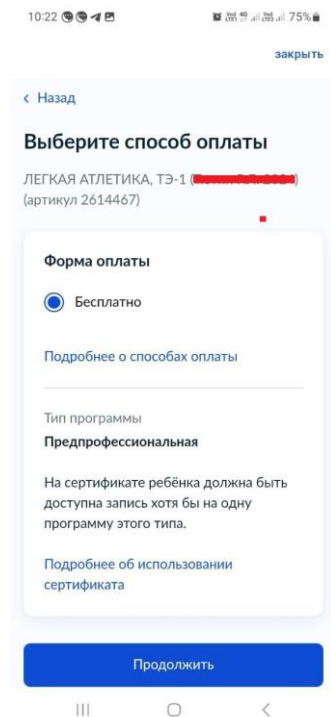 10:22 75%
закрыть
< Назад
Выберите способ оплаты
ЛЕГКАЯ АТЛЕТИКА, ТЭ-1 ( )
(артикул 2614467)
Форма оплаты
Бесплатно
Подробнее о способах оплаты
Тип программы
Предпрофессиональная
На сертификате ребёнка должна быть
доступна запись хотя бы на одну
программу этого типа.
Подробнее об использовании
сертификата
Продолжить